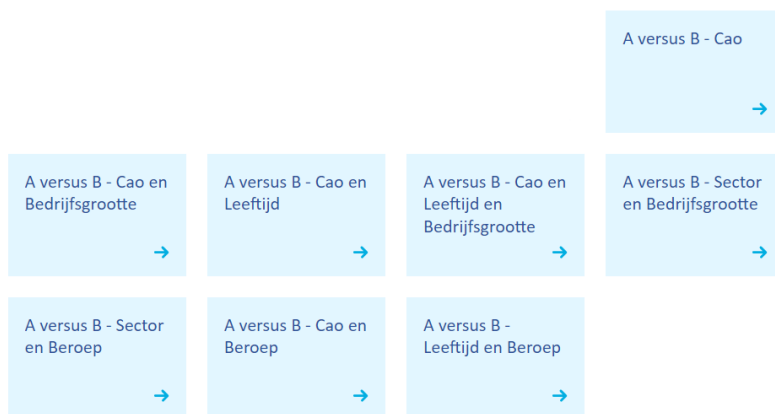 A versus B - Cao
A versus B - Cao en
Bedrijfsgrootte
A versus B - Cao en
Leeftijd
A versus B - Cao en
Leeftijd en
Bedrijfsgrootte
A versus B - Sector
en Bedrijfsgrootte
A versus B - Sector
en Beroep
A versus B - Cao en
Beroep
A versus B -
Leeftijd en Beroep